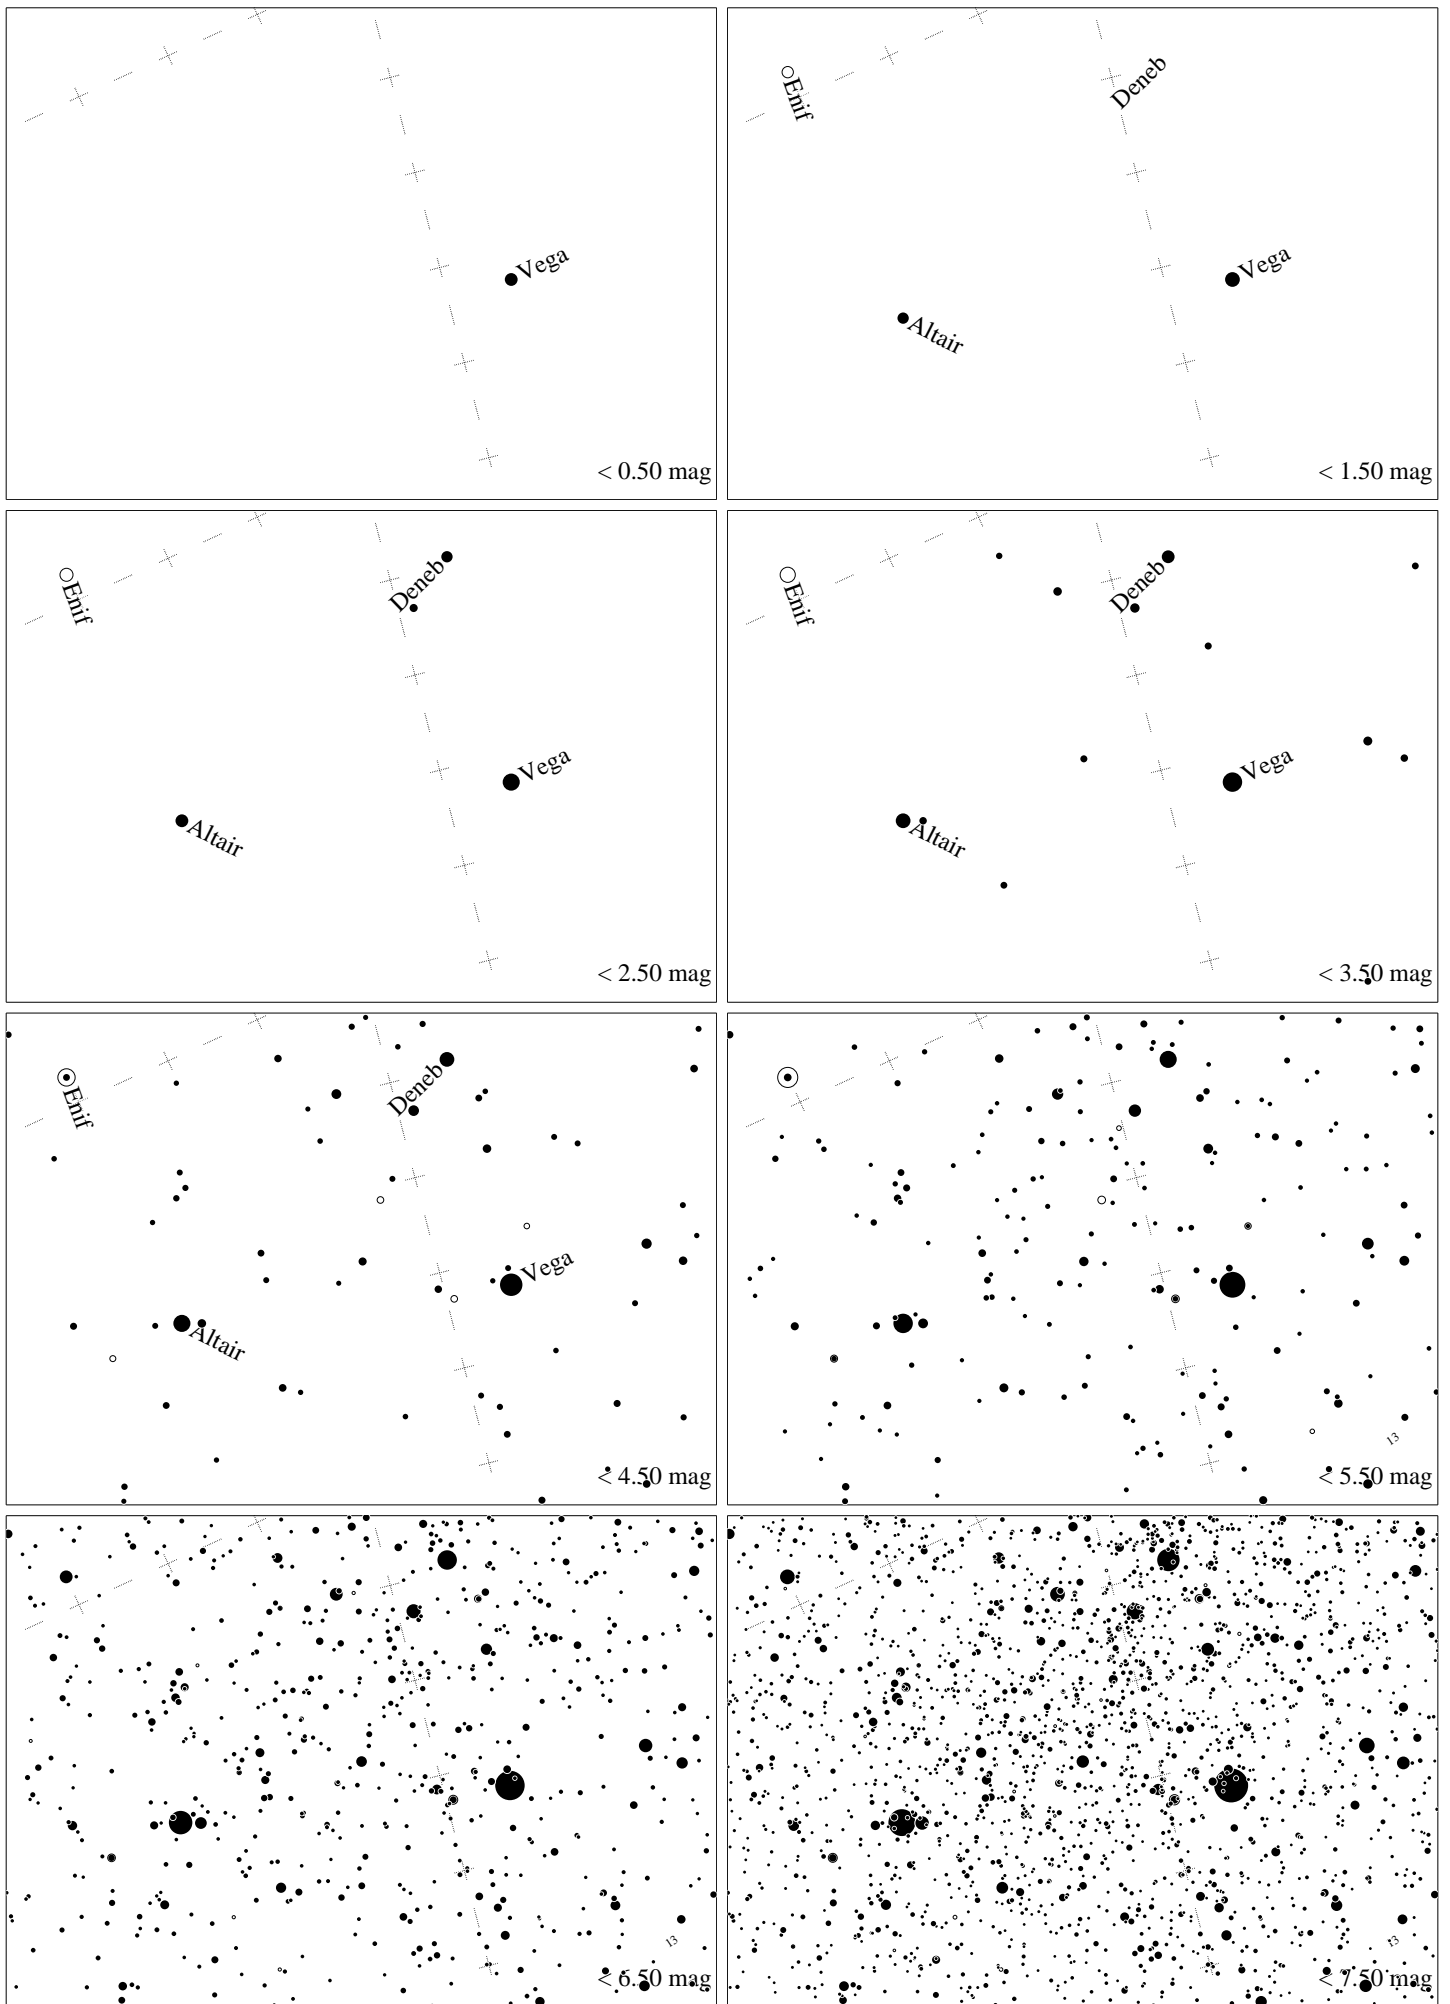 Vega
< 0.50 mag
Enif
Deneb
Vega
Altair
< 1.50 mag
Enif
Deneb
Vega
Altair
< 2.50 mag
Enif
Deneb
Vega
Altair
< 3.50 mag
Enif
Deneb
Vega
Altair
< 4.50 mag
13
< 5.50 mag
13
< 6.50 mag
13
< 7.50 mag